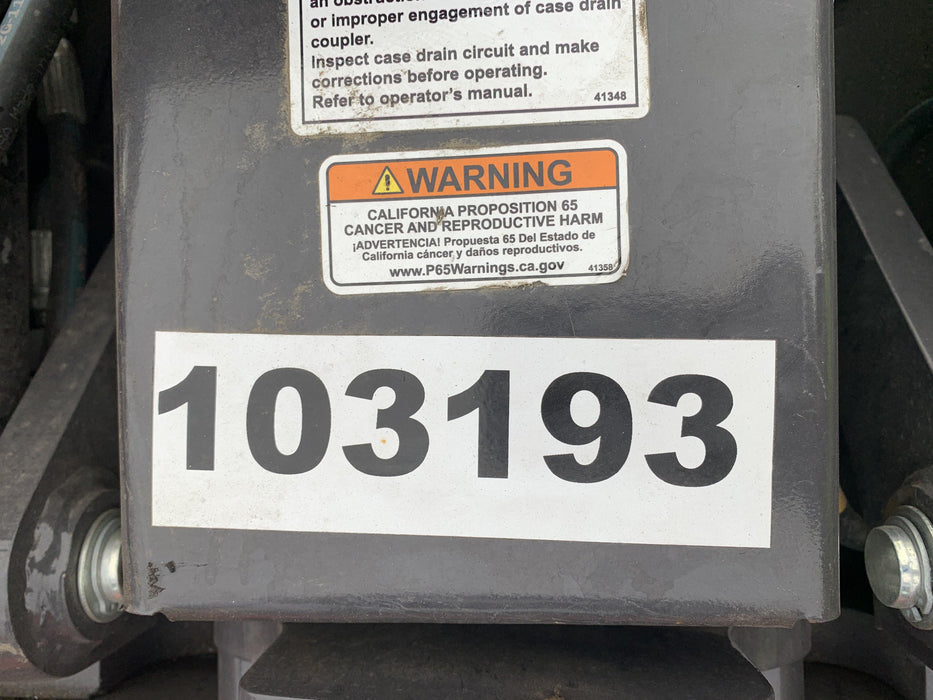 an obstruction
or improper engagement of case drain
coupler.
Inspect case drain circuit and make
corrections before operating.
Refer to operator's manual.
41348
WARNING
CALIFORNIA PROPOSITION 65
CANCER AND REPRODUCTIVE HARM
¡ADVERTENCIA! Propuesta 65 Del Estado de
California cáncer y daños reproductivos.
www.P65Warnings.ca.gov
41358
103193